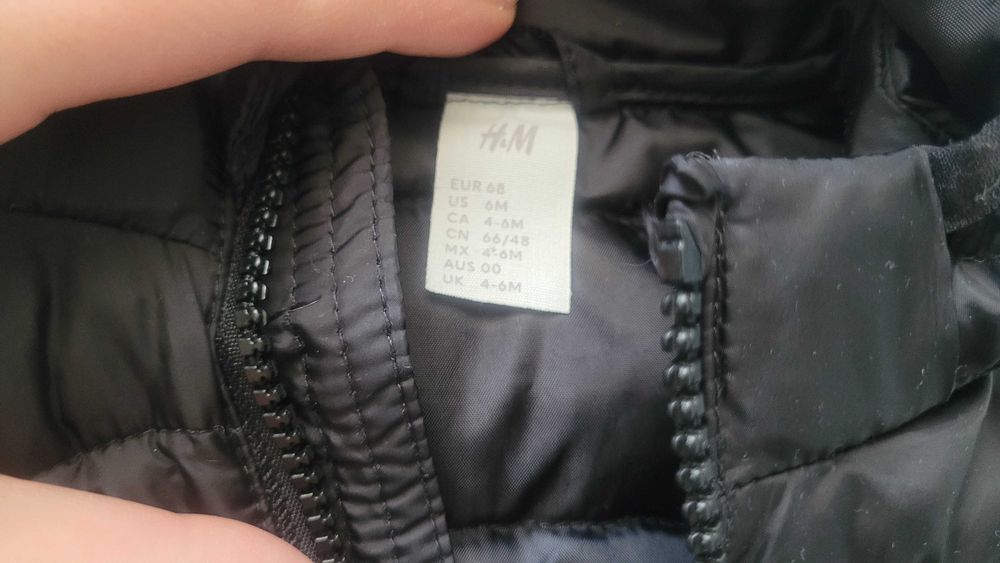 H&M
EUR 68
US 6M
CA 4-6M
CN 66/48
MX 4-6M
AUS 00
UK 4-6M